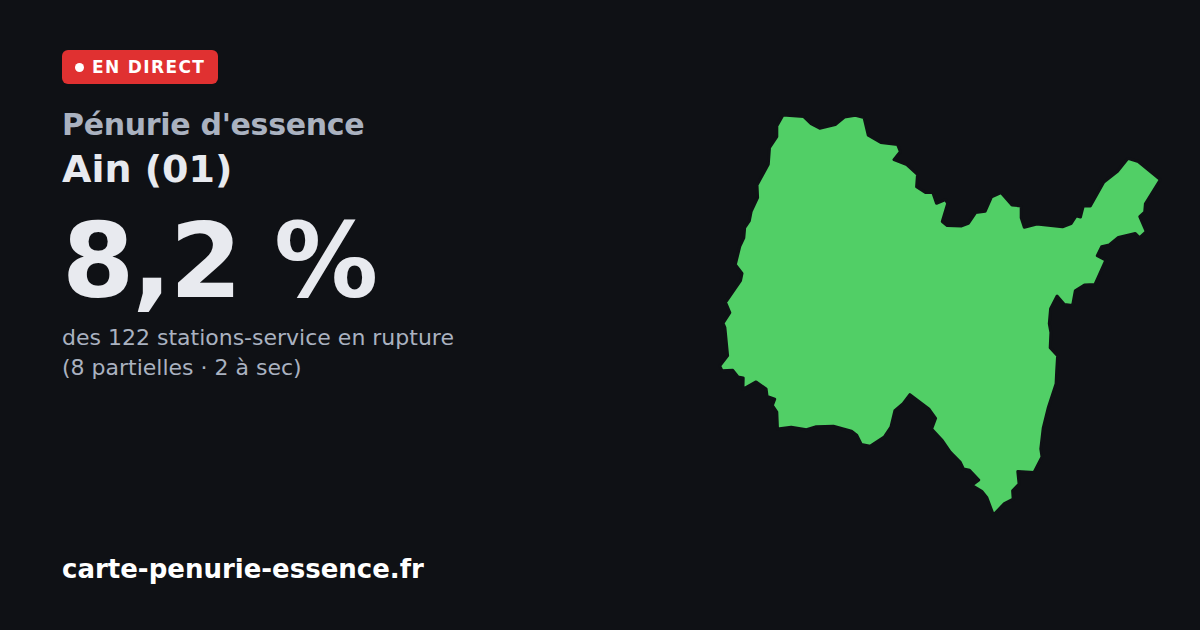 EN DIRECT
Pénurie d'essence
Ain (01)
8,2 %
des 122 stations-service en rupture
(8 partielles · 2 à sec)
carte-penurie-essence.fr